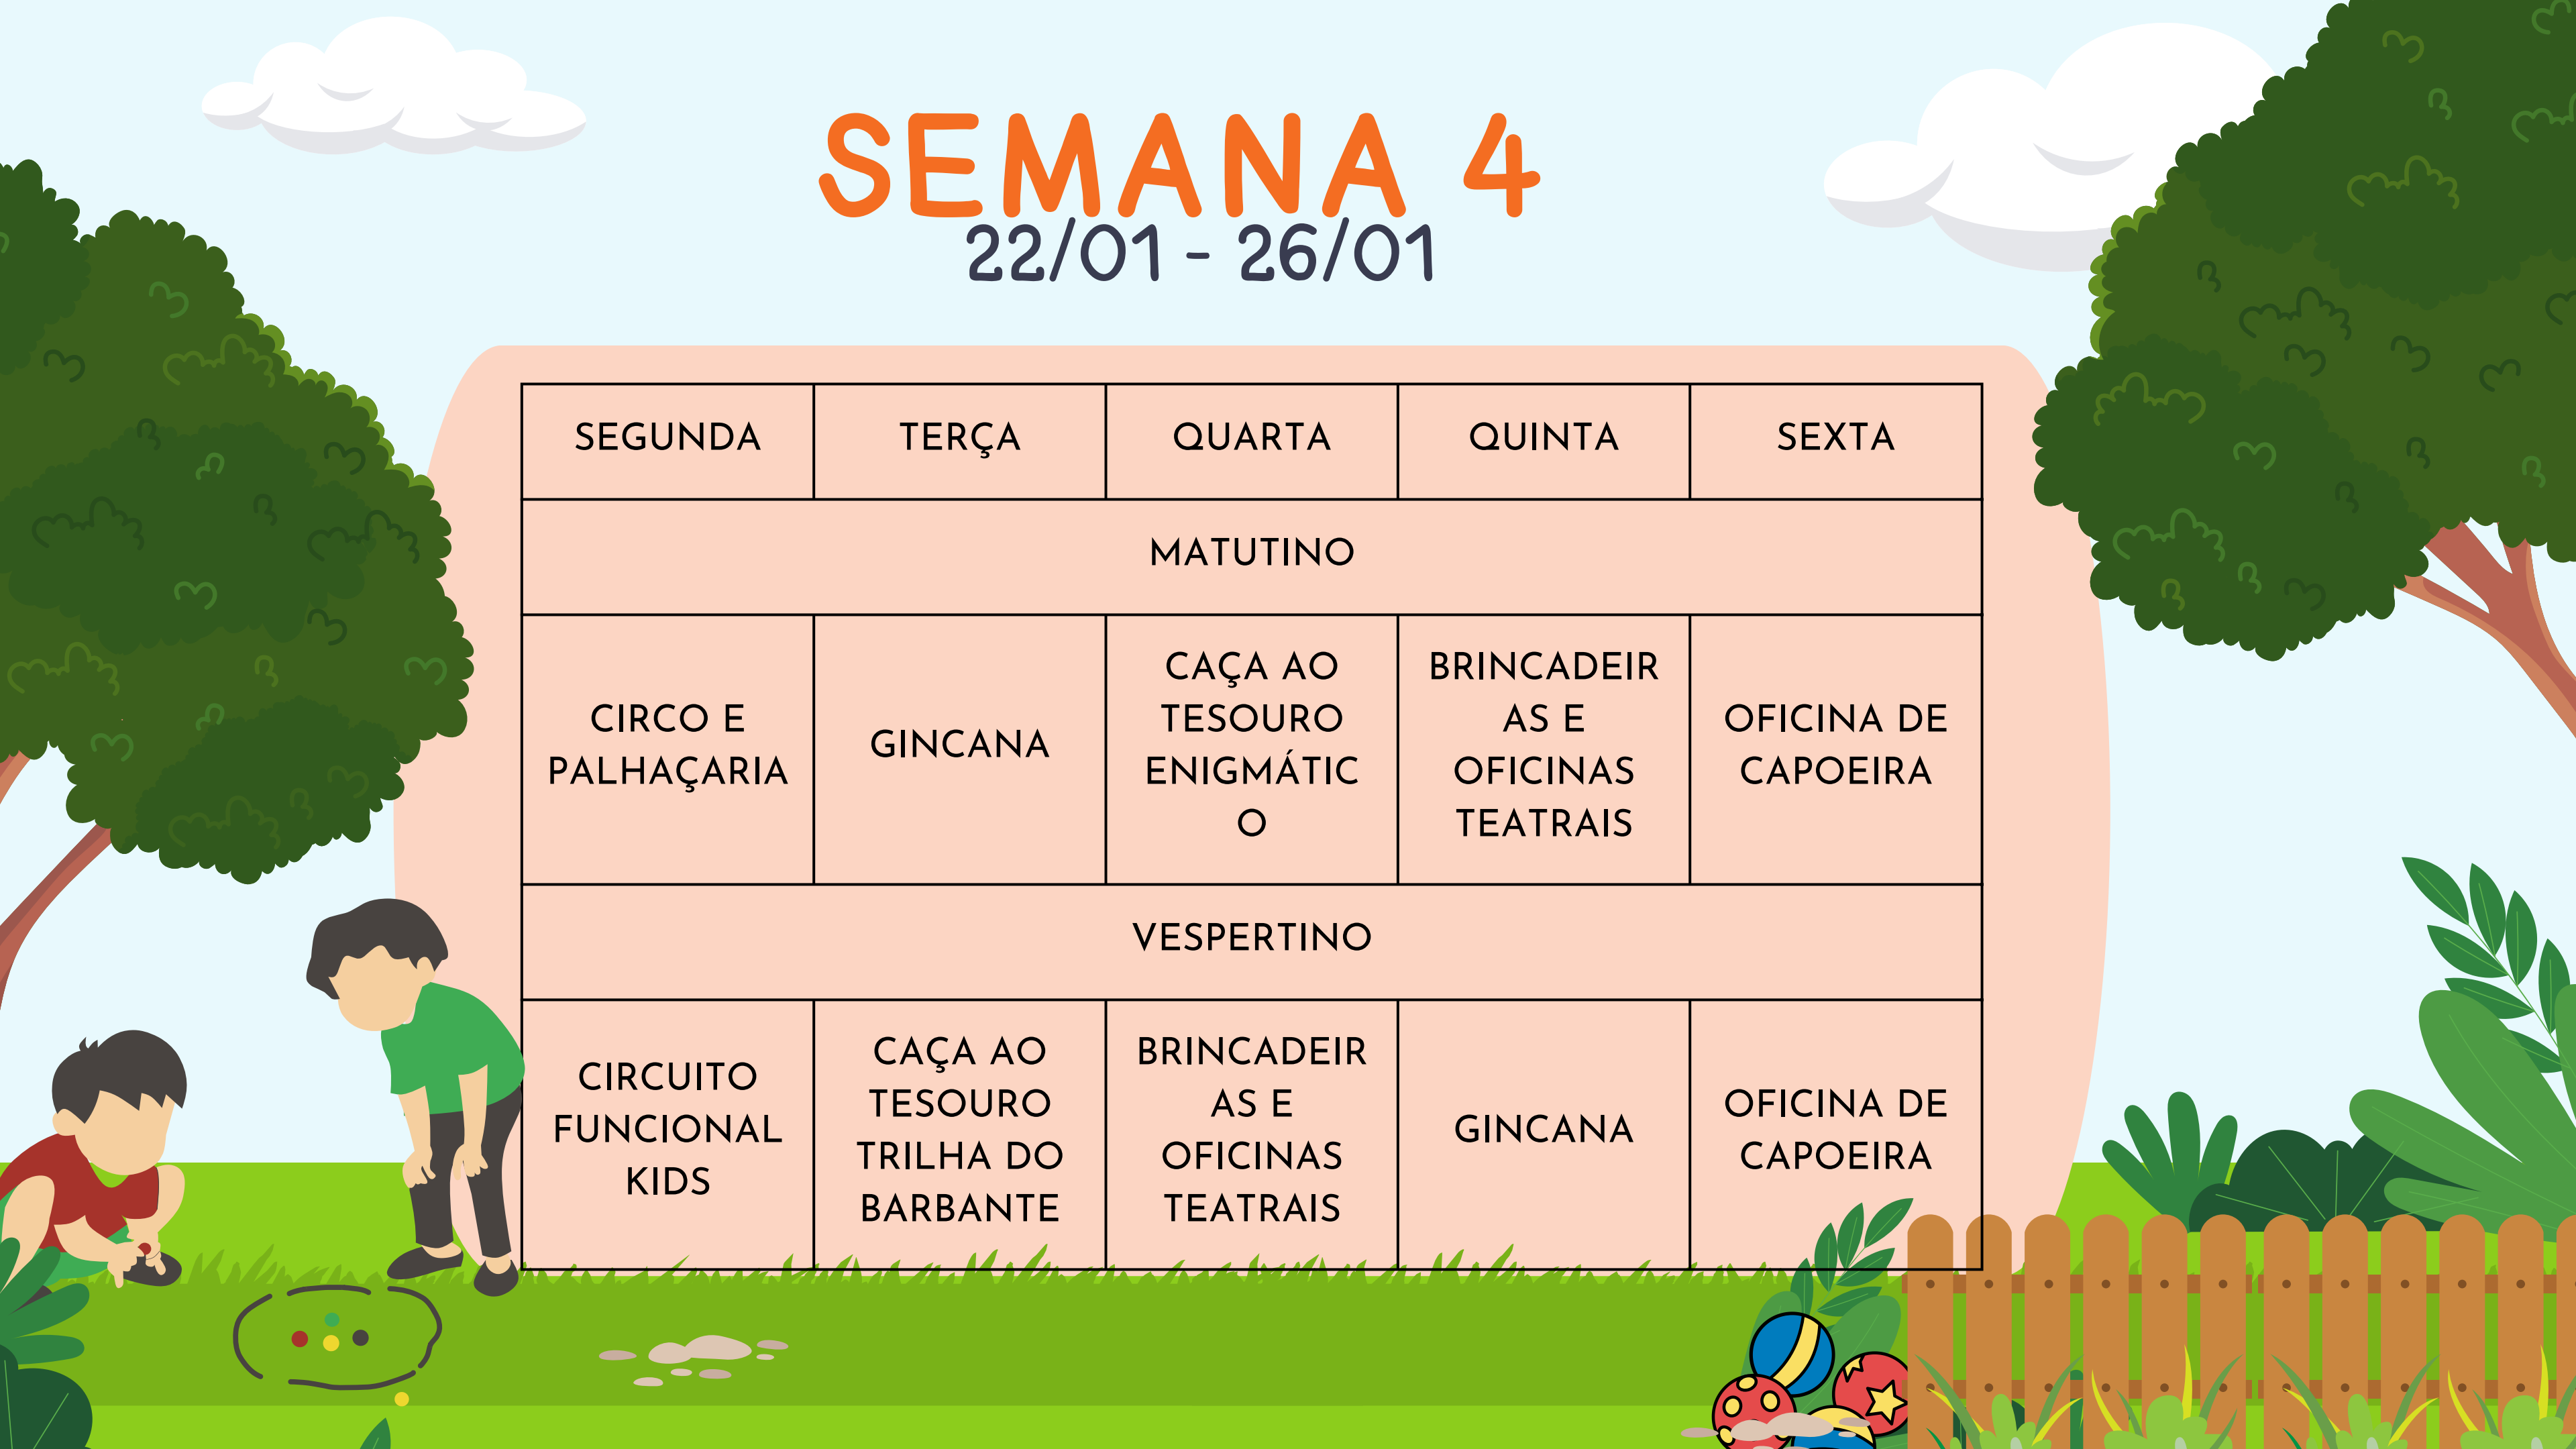 SEMANA 4
22/01 - 26/01
SEGUNDA
TERÇA
QUARTA
QUINTA
SEXTA
MATUTINO
CIRCO E
PALHAÇARIA
GINCANA
CAÇA AO
TESOURO
ENIGMÁTIC
O
BRINCADEIR
AS E
OFICINAS
TEATRAIS
OFICINA DE
CAPOEIRA
VESPERTINO
CIRCUITO
FUNCIONAL
KIDS
CAÇA AO
TESOURO
TRILHA DO
BARBANTE
BRINCADEIR
AS E
OFICINAS
TEATRAIS
GINCANA
OFICINA DE
CAPOEIRA